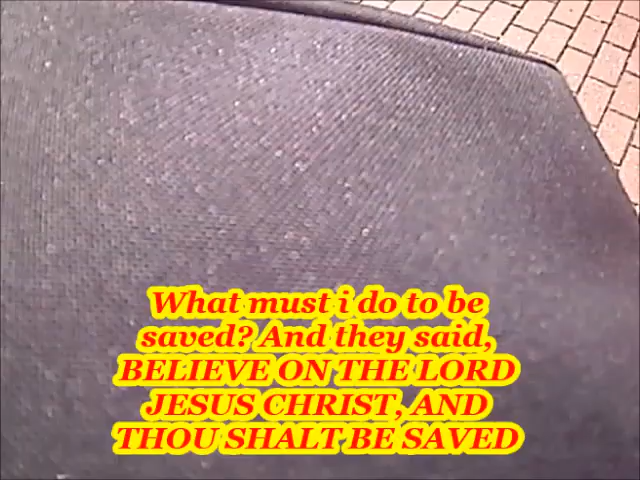 What must i do to be
saved? And they said,
BELIEVE ON THE LORD
JESUS CHRIST, AND
THOU SHALT BE SAVED